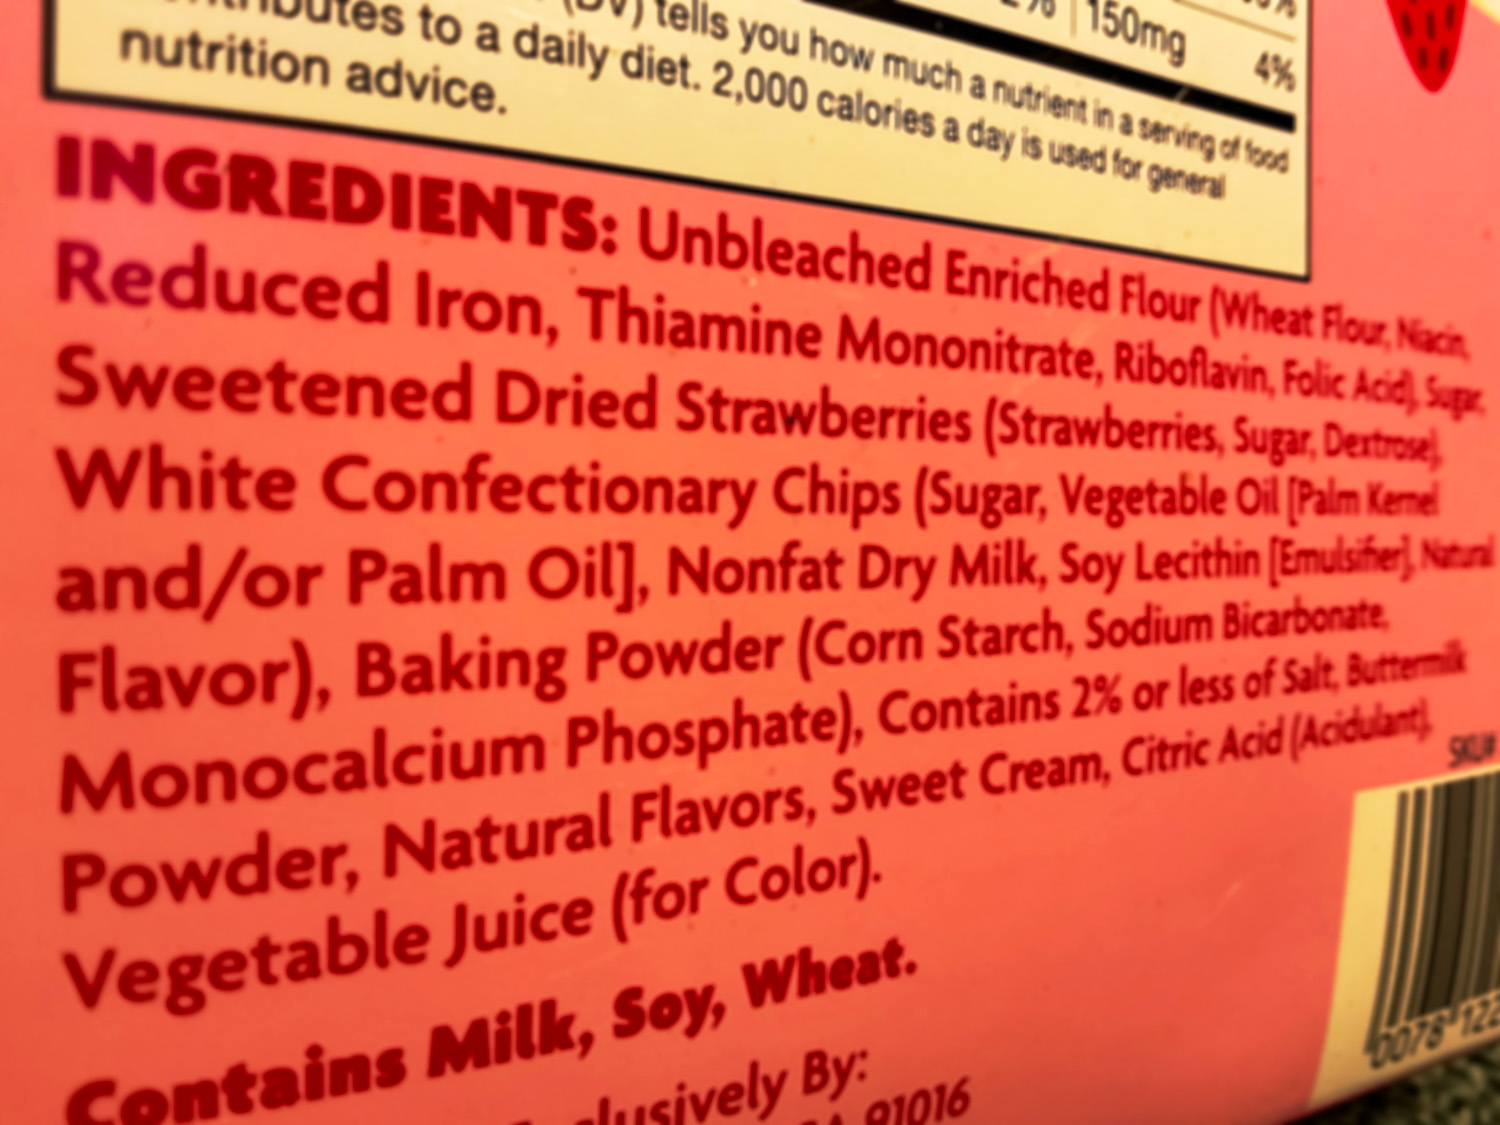 2% 150mg 4%
(DV) tells you how much a nutrient in a serving of food
to a daily diet. 2,000 calories a day is used for general
nutrition advice.
INGREDIENTS: Unbleached Enriched Flour (Wheat Flour, Niacin,
Reduced Iron, Thiamine Mononitrate, Riboflavin, Folic Acid), Sugar,
Sweetened Dried Strawberries (Strawberries, Sugar, Dextrose),
White Confectionary Chips (Sugar, Vegetable Oil [Palm Kernel
and/or Palm Oil], Nonfat Dry Milk, Soy Lecithin [Emulsifier], Natural
Flavor), Baking Powder (Corn Starch, Sodium Bicarbonate,
Monocalcium Phosphate), Contains 2% or less of Salt, Buttermilk
Powder, Natural Flavors, Sweet Cream, Citric Acid (Acidulant),
Vegetable Juice (for Color).
Contains Milk, Soy, Wheat.
By:
91016
SKU#
0078 122